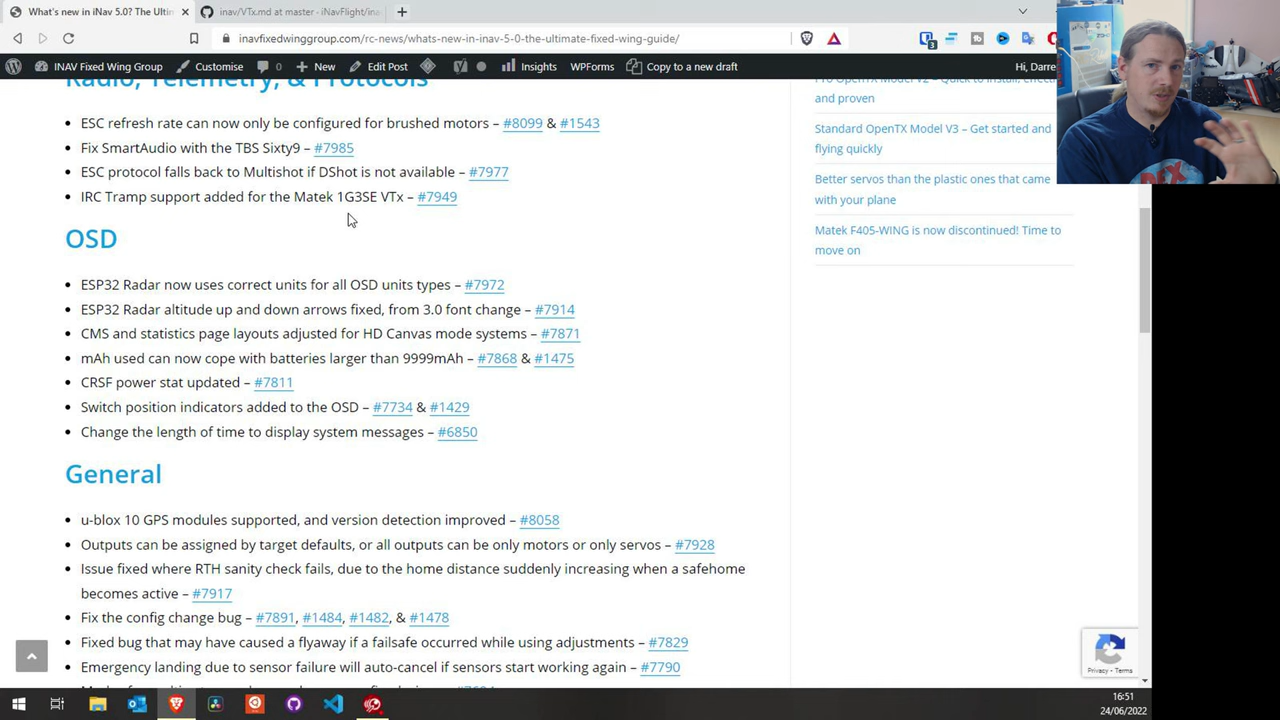 What's new in iNav 5.0? The Ultim
inav/VTx.md at master · iNavFlight/ina
inavfixedwinggroup.com/rc-news/whats-new-in-inav-5-0-the-ultimate-fixed-wing-guide/
INAV Fixed Wing Group
Customise
0
New
Edit Post
Insights
WPForms
Copy to a new draft
Hi, Darre
Radio, Telemetry, & Protocols
ESC refresh rate can now only be configured for brushed motors – #8099 & #1543
Fix SmartAudio with the TBS Sixty9 – #7985
ESC protocol falls back to Multishot if DShot is not available – #7977
IRC Tramp support added for the Matek 1G3SE VTx – #7949
OSD
ESP32 Radar now uses correct units for all OSD units types – #7972
ESP32 Radar altitude up and down arrows fixed, from 3.0 font change – #7914
CMS and statistics page layouts adjusted for HD Canvas mode systems – #7871
mAh used can now cope with batteries larger than 9999mAh – #7868 & #1475
CRSF power stat updated – #7811
Switch position indicators added to the OSD – #7734 & #1429
Change the length of time to display system messages – #6850
General
u-blox 10 GPS modules supported, and version detection improved – #8058
Outputs can be assigned by target defaults, or all outputs can be only motors or only servos – #7928
Issue fixed where RTH sanity check fails, due to the home distance suddenly increasing when a safehome
becomes active – #7917
Fix the config change bug – #7891, #1484, #1482, & #1478
Fixed bug that may have caused a flyaway if a failsafe occurred while using adjustments – #7829
Emergency landing due to sensor failure will auto-cancel if sensors start working again – #7790
Pro OpenTX Model V2 – Quick to install, effecti
and proven
Standard OpenTX Model V3 – Get started and
flying quickly
Better servos than the plastic ones that came
with your plane
Matek F405-WING is now discontinued! Time to
move on
Privacy - Terms
16:51
24/06/2022